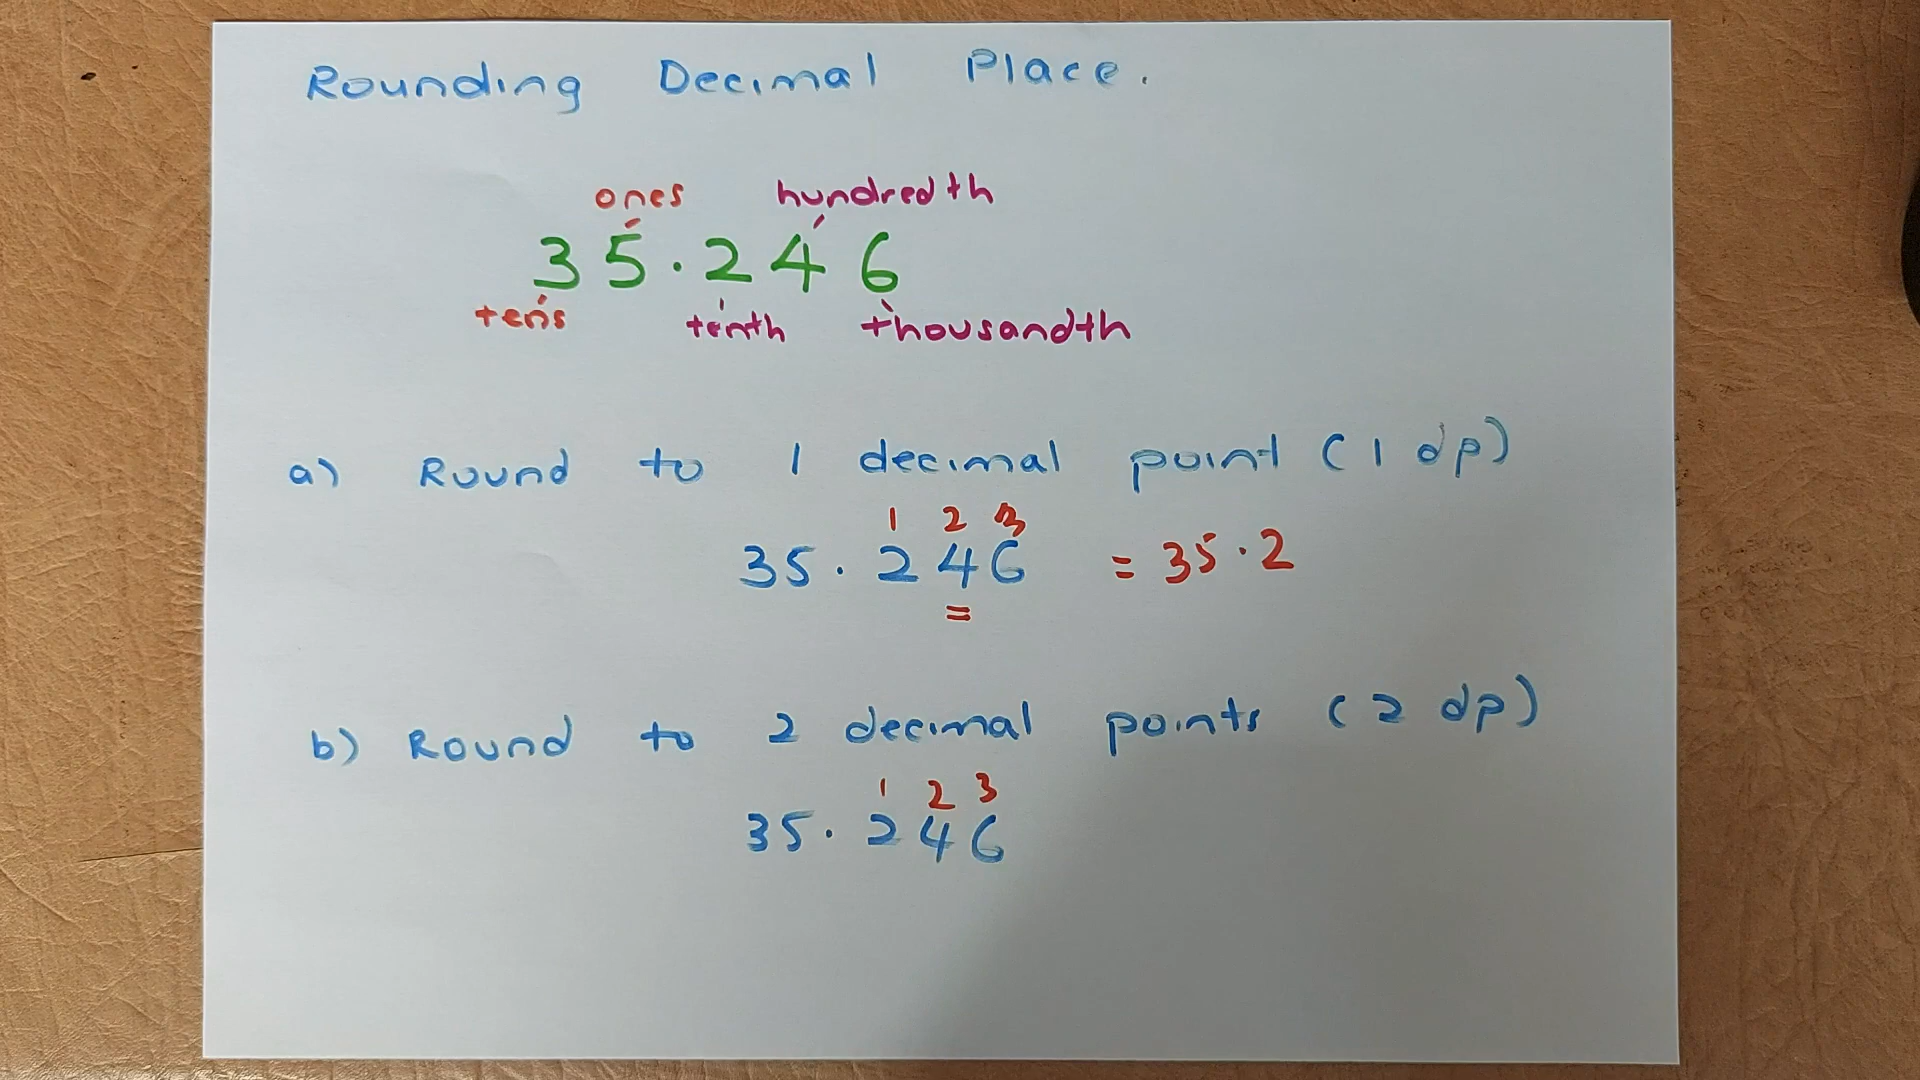 Rounding Decimal Place.
ones hundredth
35.246
tens tenth thousandth
a) Round to 1 decimal point (1 dp)
1 2 3
35.246 = 35.2
=
b) Round to 2 decimal points (2 dp)
1 2 3
35.246